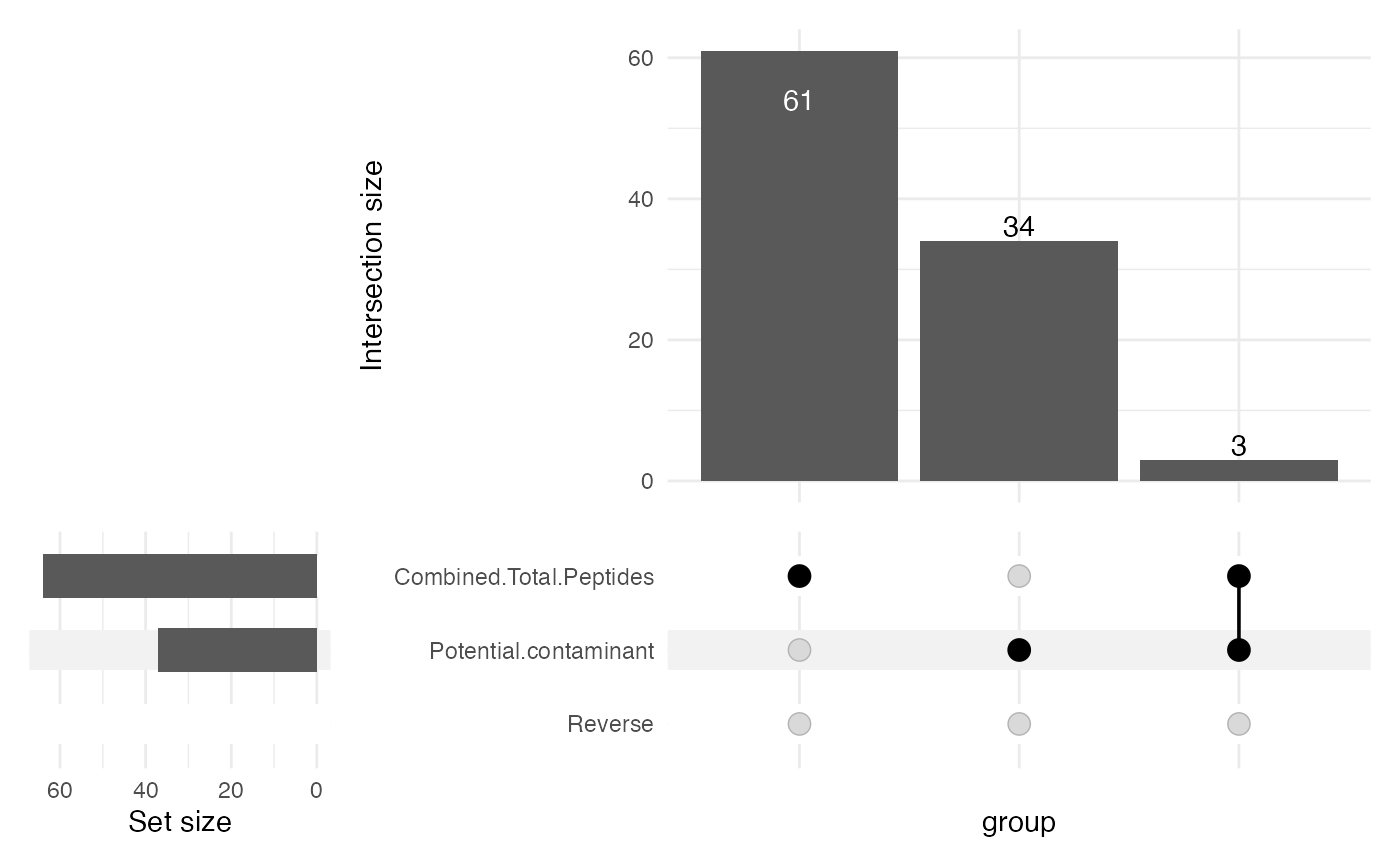 Intersection size
60
40
20
0
61
34
3
Combined.Total.Peptides
Potential.contaminant
Reverse
60 40 20 0
Set size
group